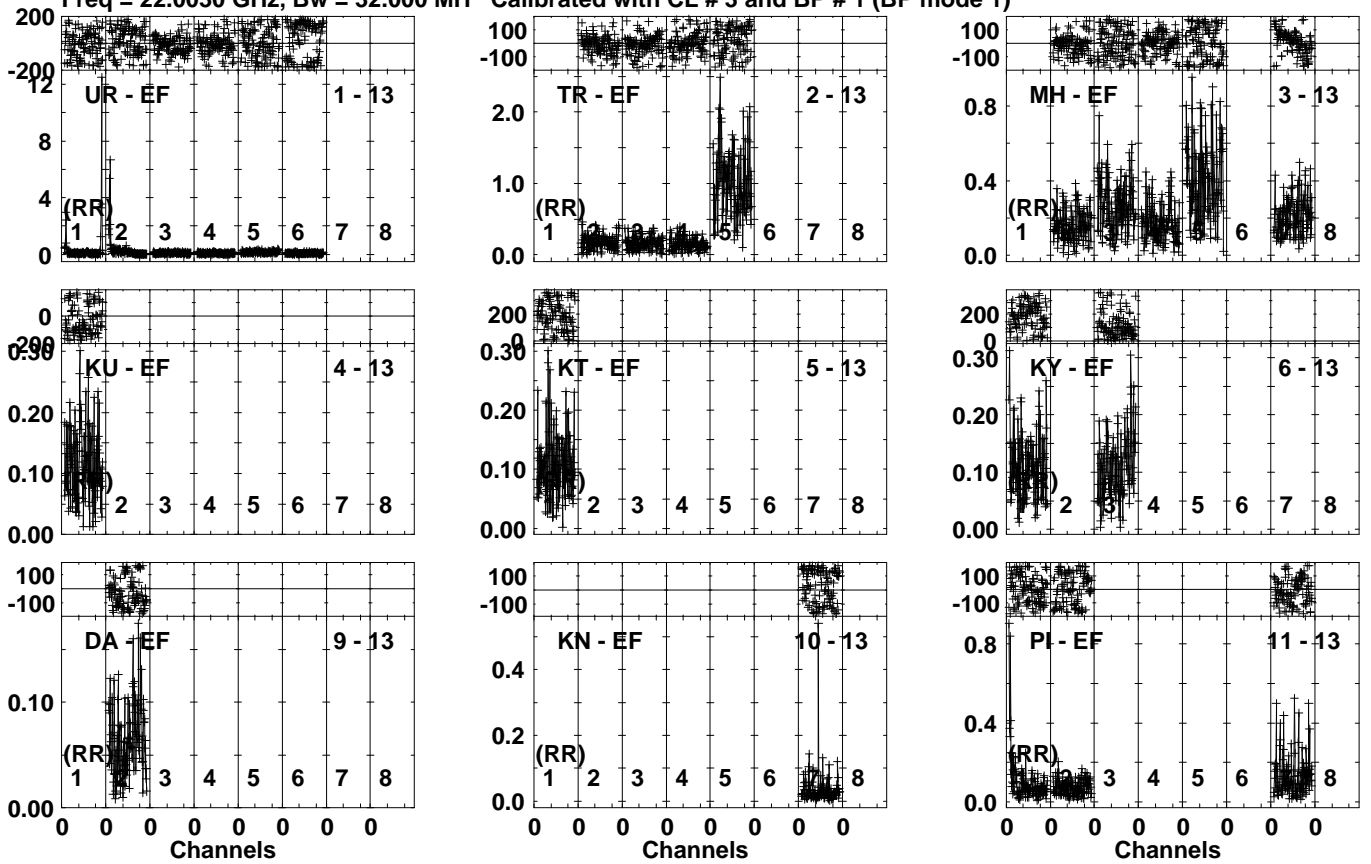 Freq = 22.0030 GHz, Bw = 32.000 MH Calibrated with CL # 3 and BP # 1 (BP mode 1)
200
-200
100
-100
100
-100
12
8
4
0
UR - EF 1 - 13
(RR)
1 2 3 4 5 6 7 8
2.0
1.0
0.0
TR - EF 2 - 13
(RR)
1 2 3 4 5 6 7 8
0.8
0.4
0.0
MH - EF 3 - 13
(RR)
1 3 5 6 8
0
-200
200
0
200
0
0.30
0.20
0.10
0.00
KU - EF 4 - 13
(RR)
2 3 4 5 6 7 8
0.30
0.20
0.10
0.00
KT - EF 5 - 13
2 3 4 5 6 7 8
0.30
0.20
0.10
0.00
KY - EF 6 - 13
2 3 4 5 6 7 8
100
-100
100
-100
100
-100
0.10
0.00
DA - EF 9 - 13
(RR)
1 3 4 5 6 7 8
0.4
0.2
0.0
KN - EF 10 - 13
(RR)
1 2 3 4 5 6 7 8
0.8
0.4
0.0
PI - EF 11 - 13
(RR)
2 3 4 5 6 8
0 0 0 0 0 0 0 0
Channels
0 0 0 0 0 0 0 0
Channels
0 0 0 0 0 0 0 0
Channels